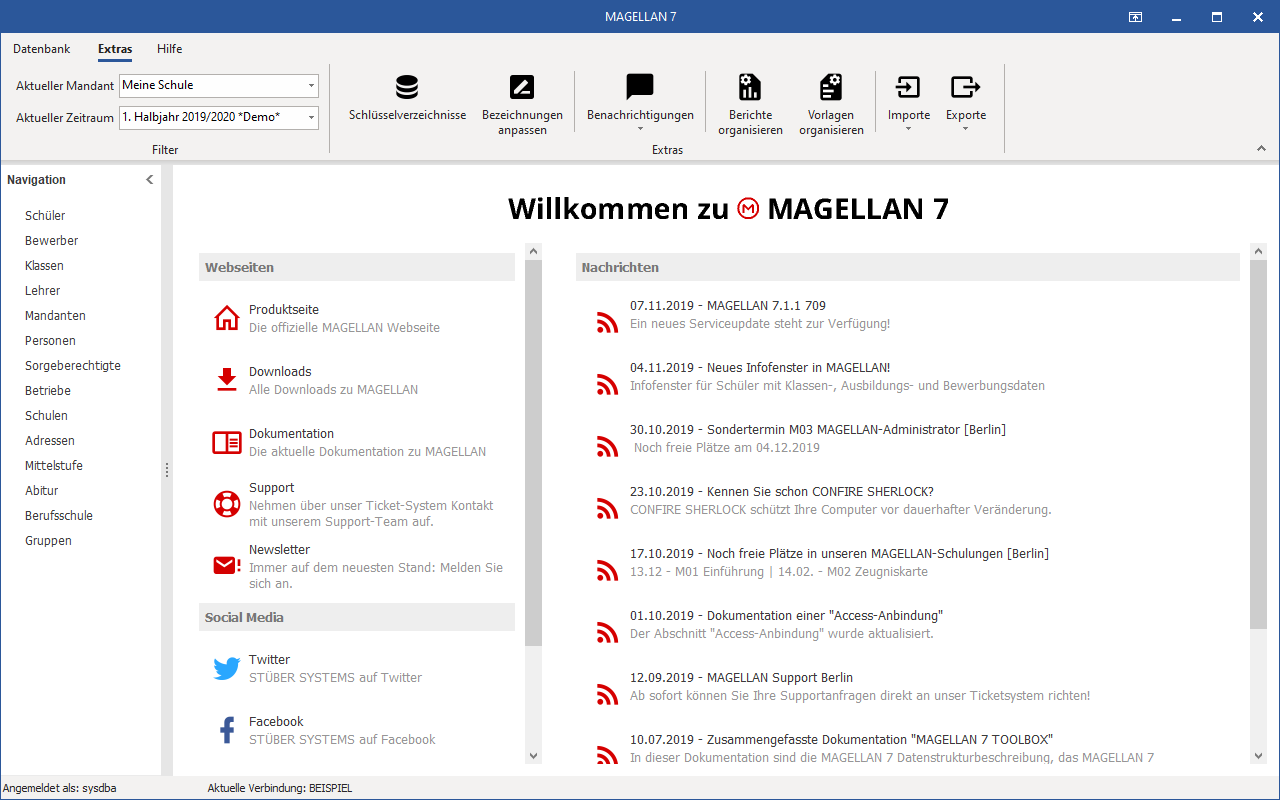 MAGELLAN 7
Datenbank Extras Hilfe
Aktueller Mandant Meine Schule
Aktueller Zeitraum 1. Halbjahr 2019/2020 *Demo*
Filter
Schlüsselverzeichnisse
Bezeichnungen
anpassen
Benachrichtigungen
Berichte
organisieren
Vorlagen
organisieren
Importe
Exporte
Extras
Navigation
Schüler
Bewerber
Klassen
Lehrer
Mandanten
Personen
Sorgeberechtigte
Betriebe
Schulen
Adressen
Mittelstufe
Abitur
Berufsschule
Gruppen
Willkommen zu M MAGELLAN 7
Webseiten
Produktseite
Die offizielle MAGELLAN Webseite
Downloads
Alle Downloads zu MAGELLAN
Dokumentation
Die aktuelle Dokumentation zu MAGELLAN
Support
Nehmen über unser Ticket-System Kontakt
mit unserem Support-Team auf.
Newsletter
Immer auf dem neuesten Stand: Melden Sie
sich an.
Social Media
Twitter
STÜBER SYSTEMS auf Twitter
Facebook
STÜBER SYSTEMS auf Facebook
Nachrichten
07.11.2019 - MAGELLAN 7.1.1 709
Ein neues Serviceupdate steht zur Verfügung!
04.11.2019 - Neues Infofenster in MAGELLAN!
Infofenster für Schüler mit Klassen-, Ausbildungs- und Bewerbungsdaten
30.10.2019 - Sondertermin M03 MAGELLAN-Administrator [Berlin]
Noch freie Plätze am 04.12.2019
23.10.2019 - Kennen Sie schon CONFIRE SHERLOCK?
CONFIRE SHERLOCK schützt Ihre Computer vor dauerhafter Veränderung.
17.10.2019 - Noch freie Plätze in unseren MAGELLAN-Schulungen [Berlin]
13.12 - M01 Einführung | 14.02. - M02 Zeugniskarte
01.10.2019 - Dokumentation einer "Access-Anbindung"
Der Abschnitt "Access-Anbindung" wurde aktualisiert.
12.09.2019 - MAGELLAN Support Berlin
Ab sofort können Sie Ihre Supportanfragen direkt an unser Ticketsystem richten!
10.07.2019 - Zusammengefasste Dokumentation "MAGELLAN 7 TOOLBOX"
In dieser Dokumentation sind die MAGELLAN 7 Datenstrukturbeschreibung, das MAGELLAN 7
Angemeldet als: sysdba Aktuelle Verbindung: BEISPIEL